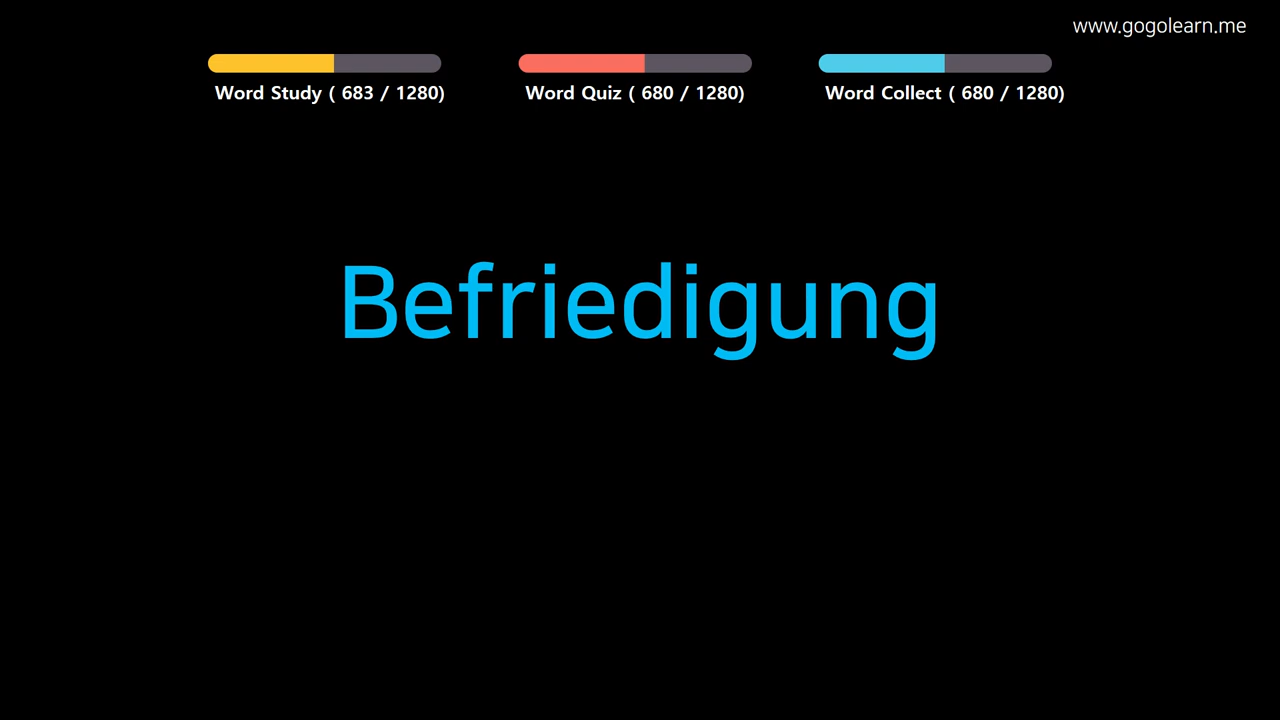 www.gogolearn.me
Word Study ( 683 / 1280)
Word Quiz ( 680 / 1280)
Word Collect ( 680 / 1280)
Befriedigung